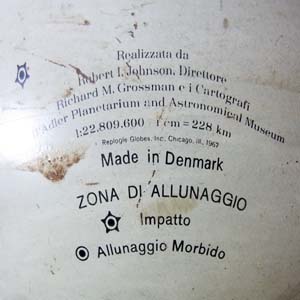 Realizzata da
Robert I. Johnson, Direttore
Richard M. Grossman e i Cartografi
d'Adler Planetarium and Astronomical Museum
1:22.809.600 1 cm = 228 km
Replogle Globes, Inc. Chicago, Ill., 1967
Made in Denmark
ZONA DI ALLUNAGGIO
Impatto
Allunaggio Morbido